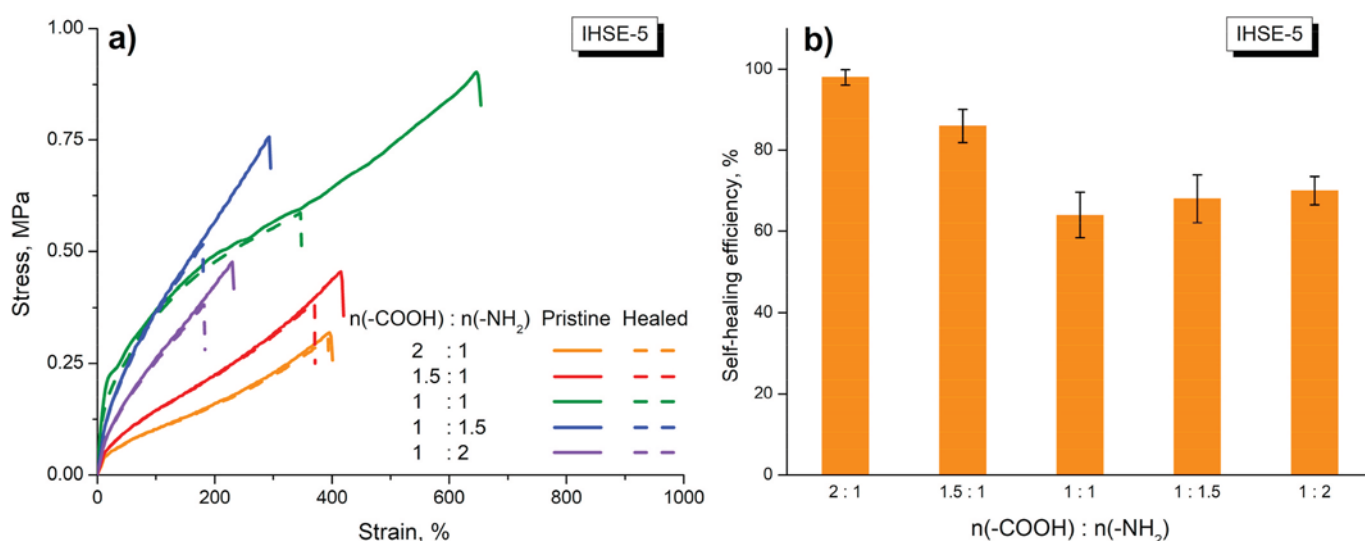 a)
IHSE-5
Stress, MPa
1.00
0.75
0.50
0.25
0.00
n(-COOH) : n(-NH₂) Pristine Healed
2 : 1
1.5 : 1
1 : 1
1 : 1.5
1 : 2
0 200 400 600 800 1000
Strain, %
b)
IHSE-5
Self-healing efficiency, %
100
80
60
40
20
0
2 : 1 1.5 : 1 1 : 1 1 : 1.5 1 : 2
n(-COOH) : n(-NH₂)